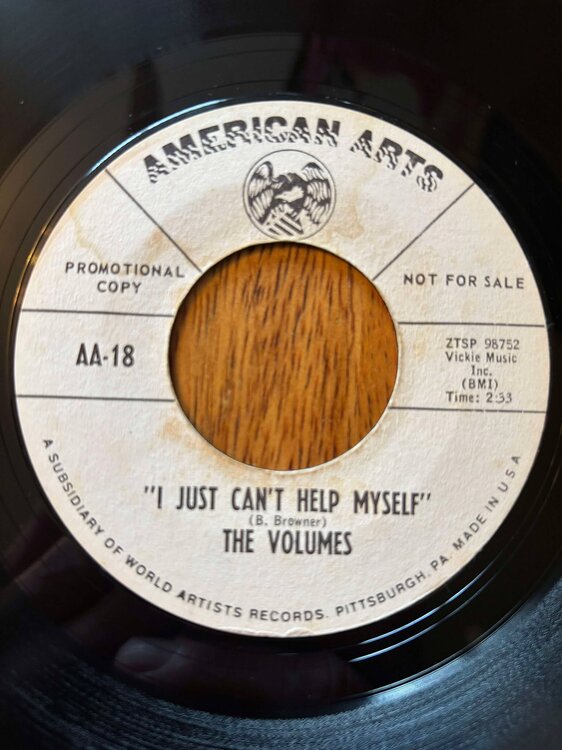 AMERICAN ARTS
PROMOTIONAL
COPY
NOT FOR SALE
AA-18
ZTSP 98752
Vickie Music
Inc.
(BMI)
Time: 2:33
"I JUST CAN'T HELP MYSELF"
(B. Browner)
THE VOLUMES
A SUBSIDIARY OF WORLD ARTISTS RECORDS. PITTSBURGH, PA. MADE IN U S A